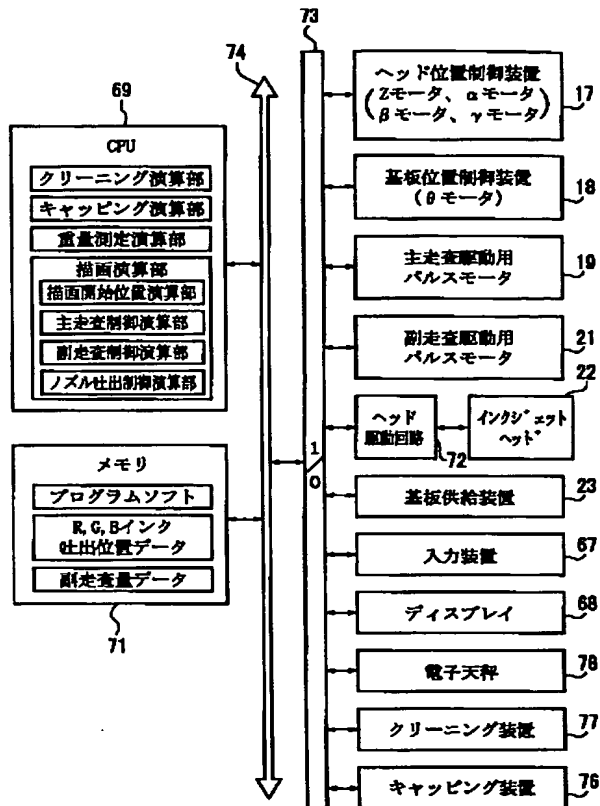 73
74
69
CPU
クリーニング演算部
キャッピング演算部
重量測定演算部
描画演算部
描画開始位置演算部
主走査制御演算部
副走査制御演算部
ノズル吐出制御演算部
メモリ
プログラムソフト
R,G,Bインク
吐出位置データ
副走査量データ
71
1/0
ヘッド位置制御装置
(Zモータ、αモータ
βモータ、γモータ)
17
基板位置制御装置
(θモータ)
18
主走査駆動用
パルスモータ
19
副走査駆動用
パルスモータ
21
ヘッド
駆動回路
72
インクジェット
ヘッド
22
基板供給装置
23
入力装置
67
ディスプレイ
68
電子天秤
78
クリーニング装置
77
キャッピング装置
76